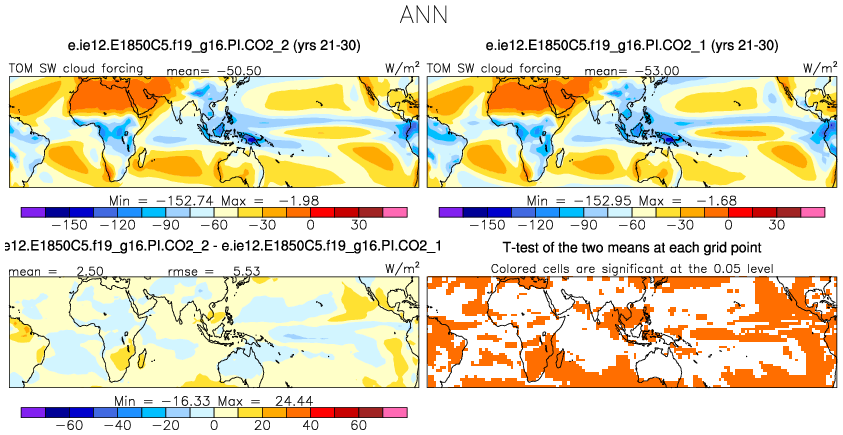 ANN
e.ie12.E1850C5.f19_g16.PI.CO2_2 (yrs 21-30)
TOM SW cloud forcing mean= -50.50 W/m²
Min = -152.74 Max = -1.98
-150 -120 -90 -60 -30 0 30
e.ie12.E1850C5.f19_g16.PI.CO2_1 (yrs 21-30)
TOM SW cloud forcing mean= -53.00 W/m²
Min = -152.95 Max = -1.68
-150 -120 -90 -60 -30 0 30
e.ie12.E1850C5.f19_g16.PI.CO2_2 - e.ie12.E1850C5.f19_g16.PI.CO2_1
mean = 2.50 rmse = 5.53 W/m²
Min = -16.33 Max = 24.44
-60 -40 -20 0 20 40 60
T-test of the two means at each grid point
Colored cells are significant at the 0.05 level